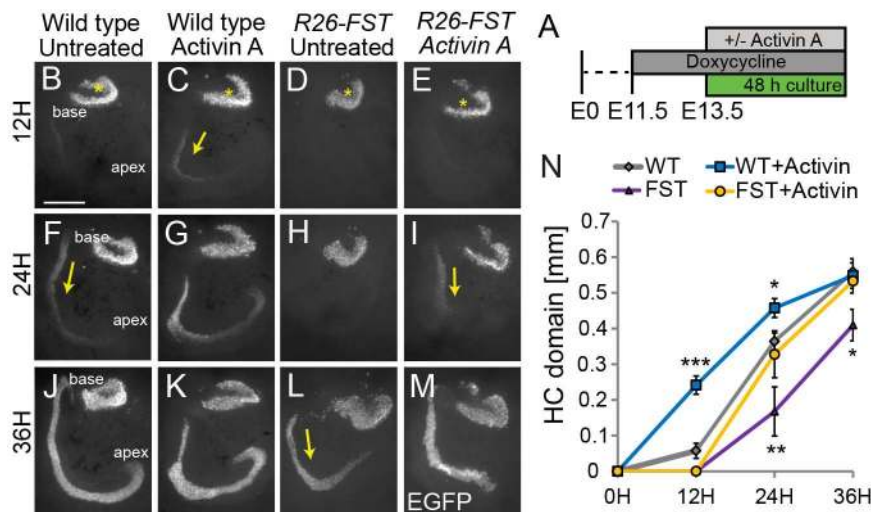 Wild type Untreated
Wild type Activin A
R26-FST Untreated
R26-FST Activin A
A
+/- Activin A
Doxycycline
48 h culture
E0 E11.5 E13.5
12H
B * base apex
C *
D *
E *
24H
F base apex
G
H
I
36H
J base apex
K
L
M EGFP
N
WT WT+Activin
FST FST+Activin
HC domain [mm]
0.7
0.6
0.5
0.4
0.3
0.2
0.1
0
*
***
**
*
0H 12H 24H 36H